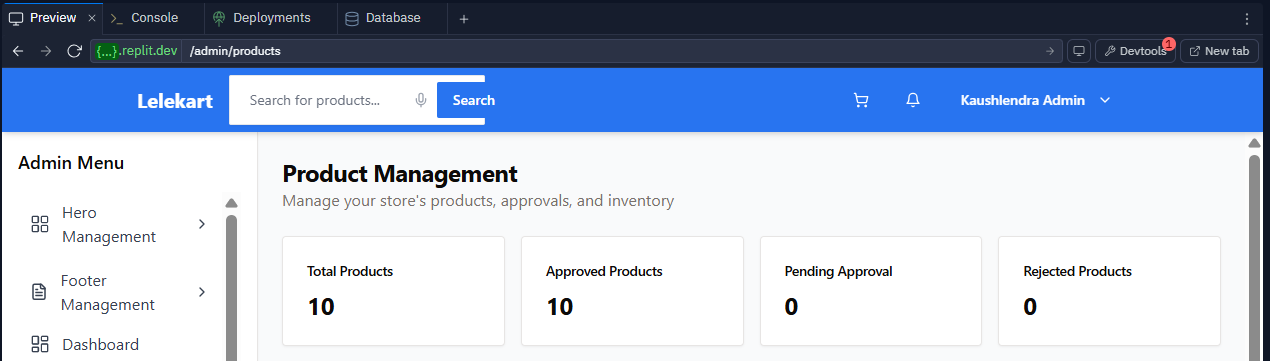 Preview × Console Deployments Database +
{...}.replit.dev /admin/products Devtools 1 New tab
Lelekart Search for products... Search Kaushlendra Admin
Admin Menu
Product Management
Manage your store's products, approvals, and inventory
Hero
Management
Footer
Management
Dashboard
Total Products Approved Products Pending Approval Rejected Products
10 10 0 0